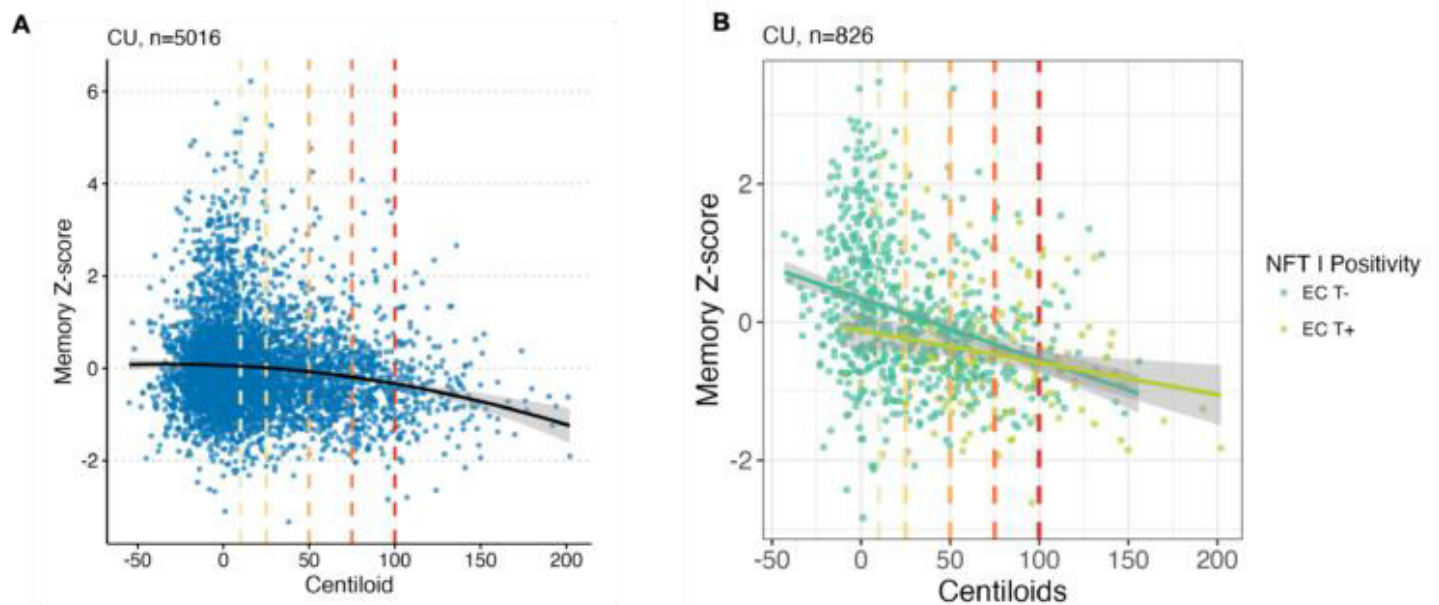 A
CU, n=5016
Memory Z-score
6
4
2
0
-2
-50
0
50
100
150
200
Centiloid
B
CU, n=826
Memory Z-score
2
0
-2
-50
0
50
100
150
200
Centiloids
NFT I Positivity
EC T-
EC T+